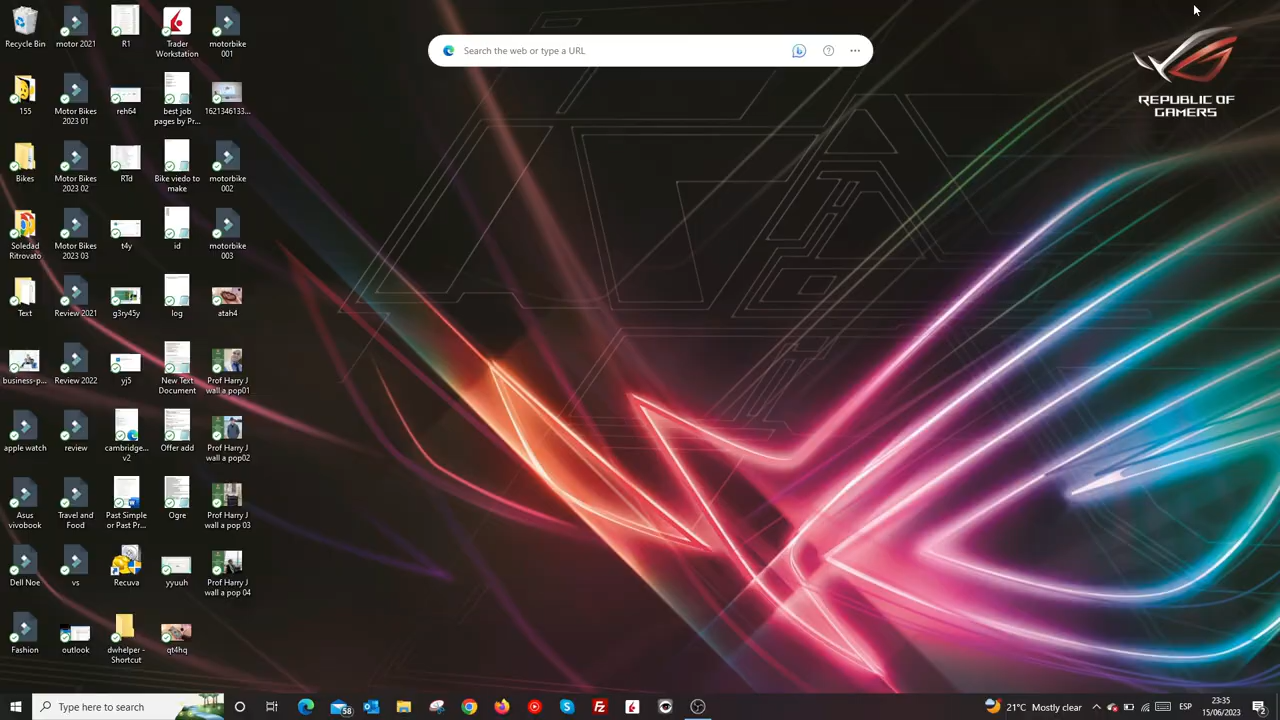 Search the web or type a URL
REPUBLIC OF
GAMERS
Recycle Bin
motor 2021
R1
Trader
Workstation
motorbike
001
155
Motor Bikes
2023 01
reh64
best job
pages by Pr...
1621346133...
Bikes
Motor Bikes
2023 02
RTd
Bike viedo to
make
motorbike
002
Soledad
Ritrovato
Motor Bikes
2023 03
t4y
id
motorbike
003
Text
Review 2021
g3ry45y
log
atah4
business-p...
Review 2022
yj5
New Text
Document
Prof Harry J
wall a pop01
apple watch
review
cambridge...
v2
Offer add
Prof Harry J
wall a pop02
Asus
vivobook
Travel and
Food
Past Simple
or Past Pr...
Ogre
Prof Harry J
wall a pop 03
Dell Noe
vs
Recuva
yyuuh
Prof Harry J
wall a pop 04
Fashion
outlook
dwhelper -
Shortcut
qt4hq
Type here to search
58
21°C Mostly clear
ESP
23:35
15/06/2023
2